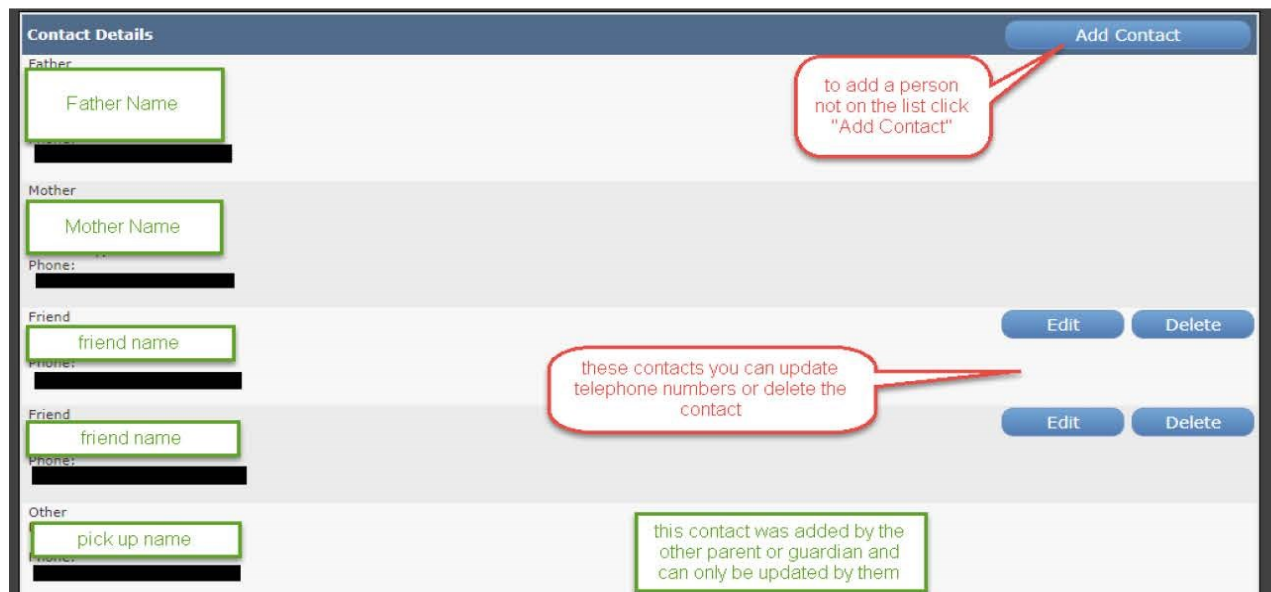 Contact Details
Add Contact
Father
Father Name
to add a person
not on the list click
"Add Contact"
Mother
Mother Name
Phone:
Friend
Edit
Delete
friend name
Phone:
these contacts you can update
telephone numbers or delete the
contact
Friend
Edit
Delete
friend name
Phone:
Other
pick up name
Phone:
this contact was added by the
other parent or guardian and
can only be updated by them